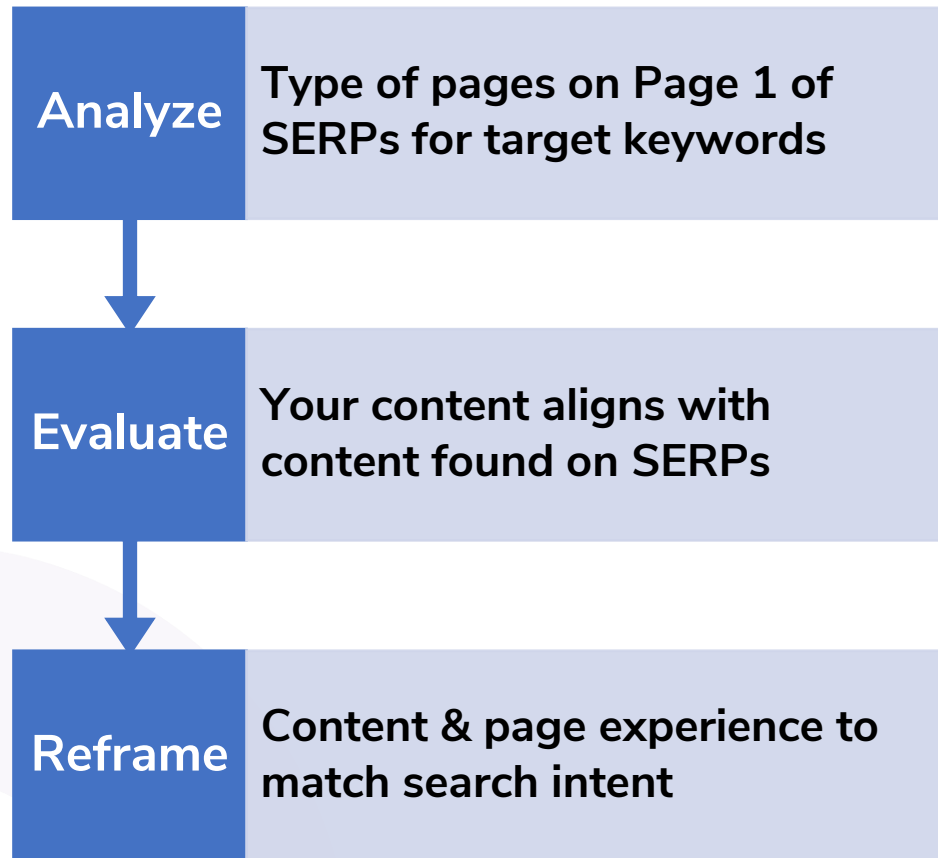 Analyze
Type of pages on Page 1 of
SERPs for target keywords
Evaluate
Your content aligns with
content found on SERPs
Reframe
Content & page experience to
match search intent